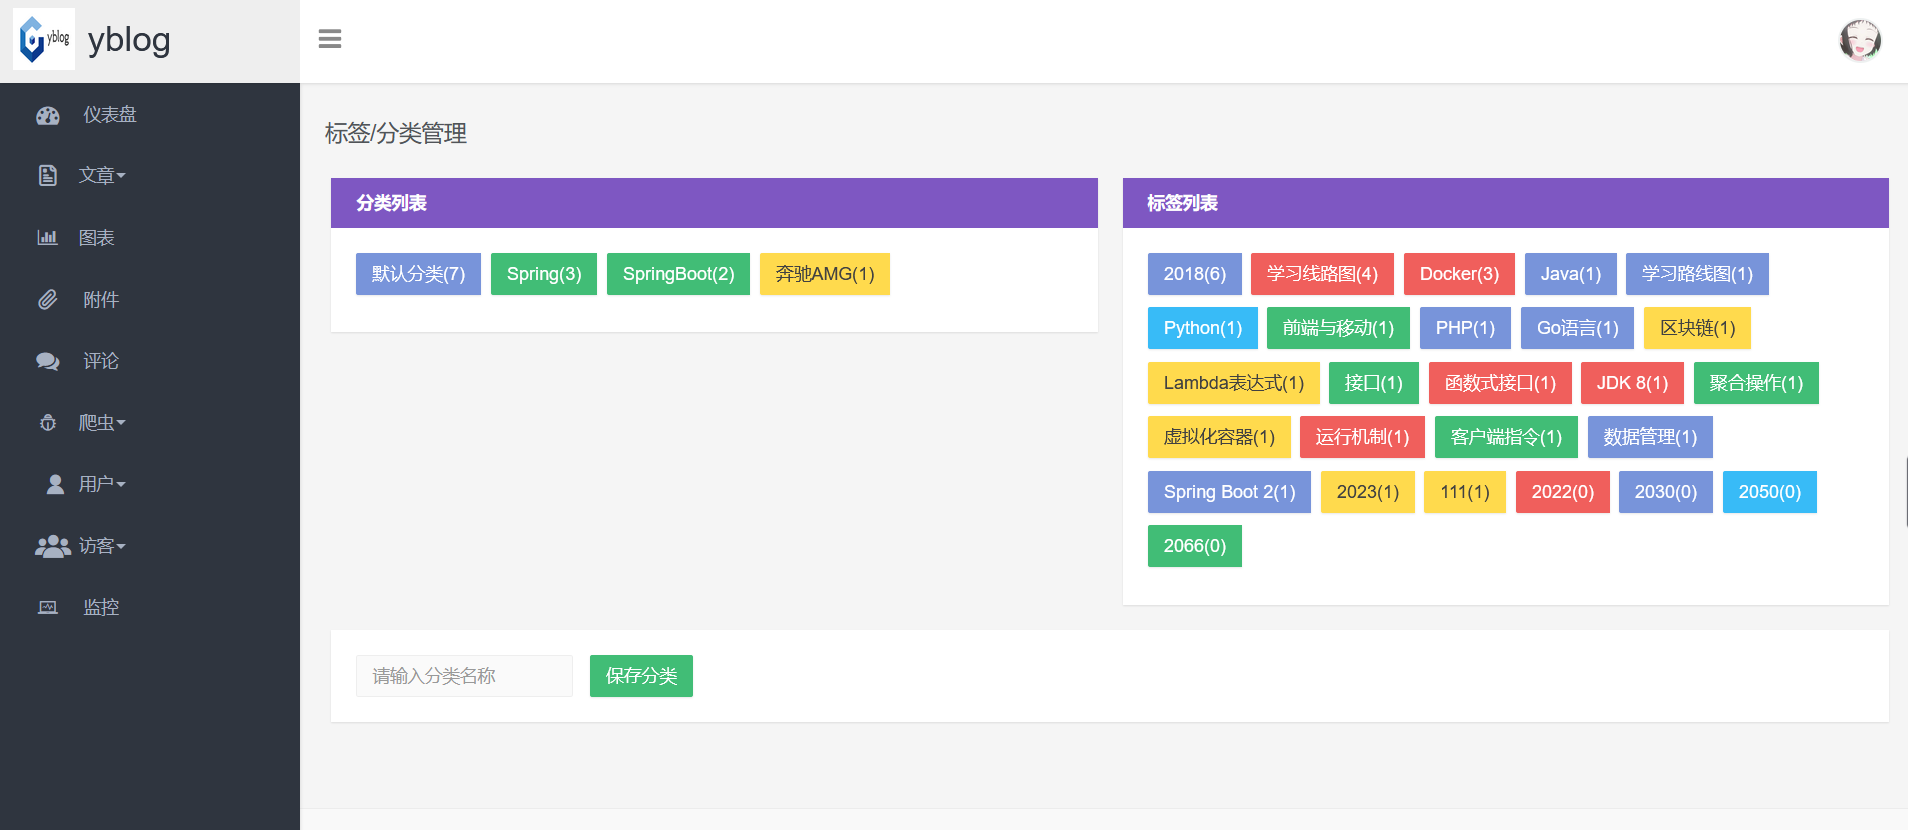 yblog
yblog
仪表盘
文章
图表
附件
评论
爬虫
用户
访客
监控
标签/分类管理
分类列表
默认分类(7) Spring(3) SpringBoot(2) 奔驰AMG(1)
标签列表
2018(6) 学习线路图(4) Docker(3) Java(1) 学习路线图(1)
Python(1) 前端与移动(1) PHP(1) Go语言(1) 区块链(1)
Lambda表达式(1) 接口(1) 函数式接口(1) JDK 8(1) 聚合操作(1)
虚拟化容器(1) 运行机制(1) 客户端指令(1) 数据管理(1)
Spring Boot 2(1) 2023(1) 111(1) 2022(0) 2030(0) 2050(0)
2066(0)
请输入分类名称 保存分类